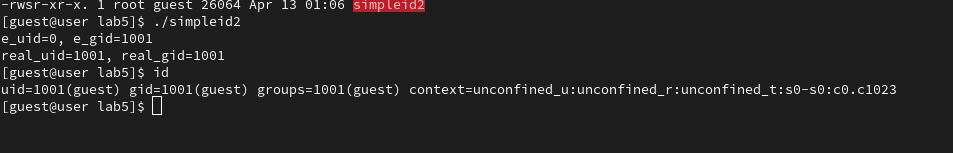 -rwsr-xr-x. 1 root guest 26064 Apr 13 01:06 simpleid2
[guest@user lab5]$ ./simpleid2
e_uid=0, e_gid=1001
real_uid=1001, real_gid=1001
[guest@user lab5]$ id
uid=1001(guest) gid=1001(guest) groups=1001(guest) context=unconfined_u:unconfined_r:unconfined_t:s0-s0:c0.c1023
[guest@user lab5]$